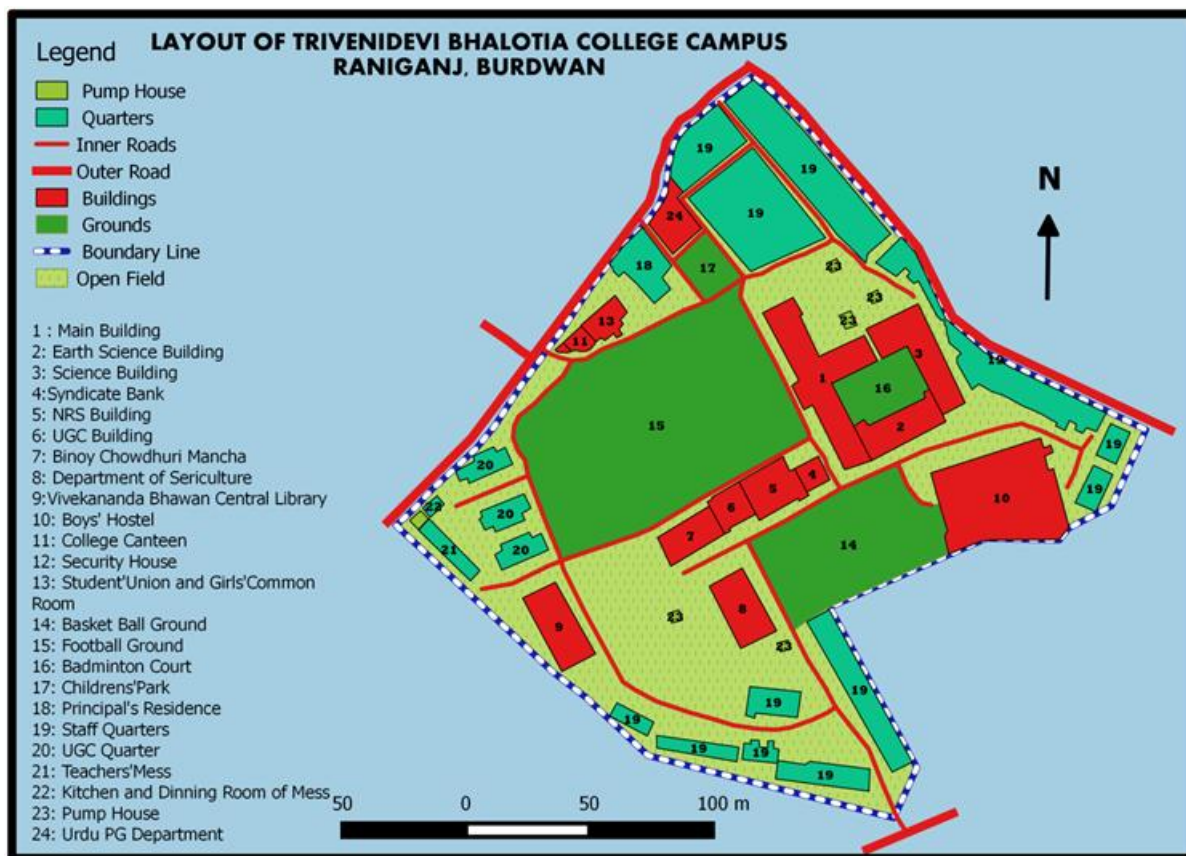 LAYOUT OF TRIVENIDEVI BHALOTIA COLLEGE CAMPUS
RANIGANJ, BURDWAN
Legend
Pump House
Quarters
Inner Roads
Outer Road
Buildings
Grounds
Boundary Line
Open Field
1 : Main Building
2: Earth Science Building
3: Science Building
4:Syndicate Bank
5: NRS Building
6: UGC Building
7: Binoy Chowdhuri Mancha
8: Department of Sericulture
9:Vivekananda Bhawan Central Library
10: Boys' Hostel
11: College Canteen
12: Security House
13: Student'Union and Girls'Common
Room
14: Basket Ball Ground
15: Football Ground
16: Badminton Court
17: Childrens'Park
18: Principal's Residence
19: Staff Quarters
20: UGC Quarter
21: Teachers'Mess
22: Kitchen and Dinning Room of Mess
23: Pump House
24: Urdu PG Department
N
19
19
24
19
18
17
23
23
23
13
11
3
19
1
16
2
15
19
20
4
5
19
10
22
20
6
21
20
7
14
8
9
23
23
19
19
19
19
19
19
50
0
50
100 m